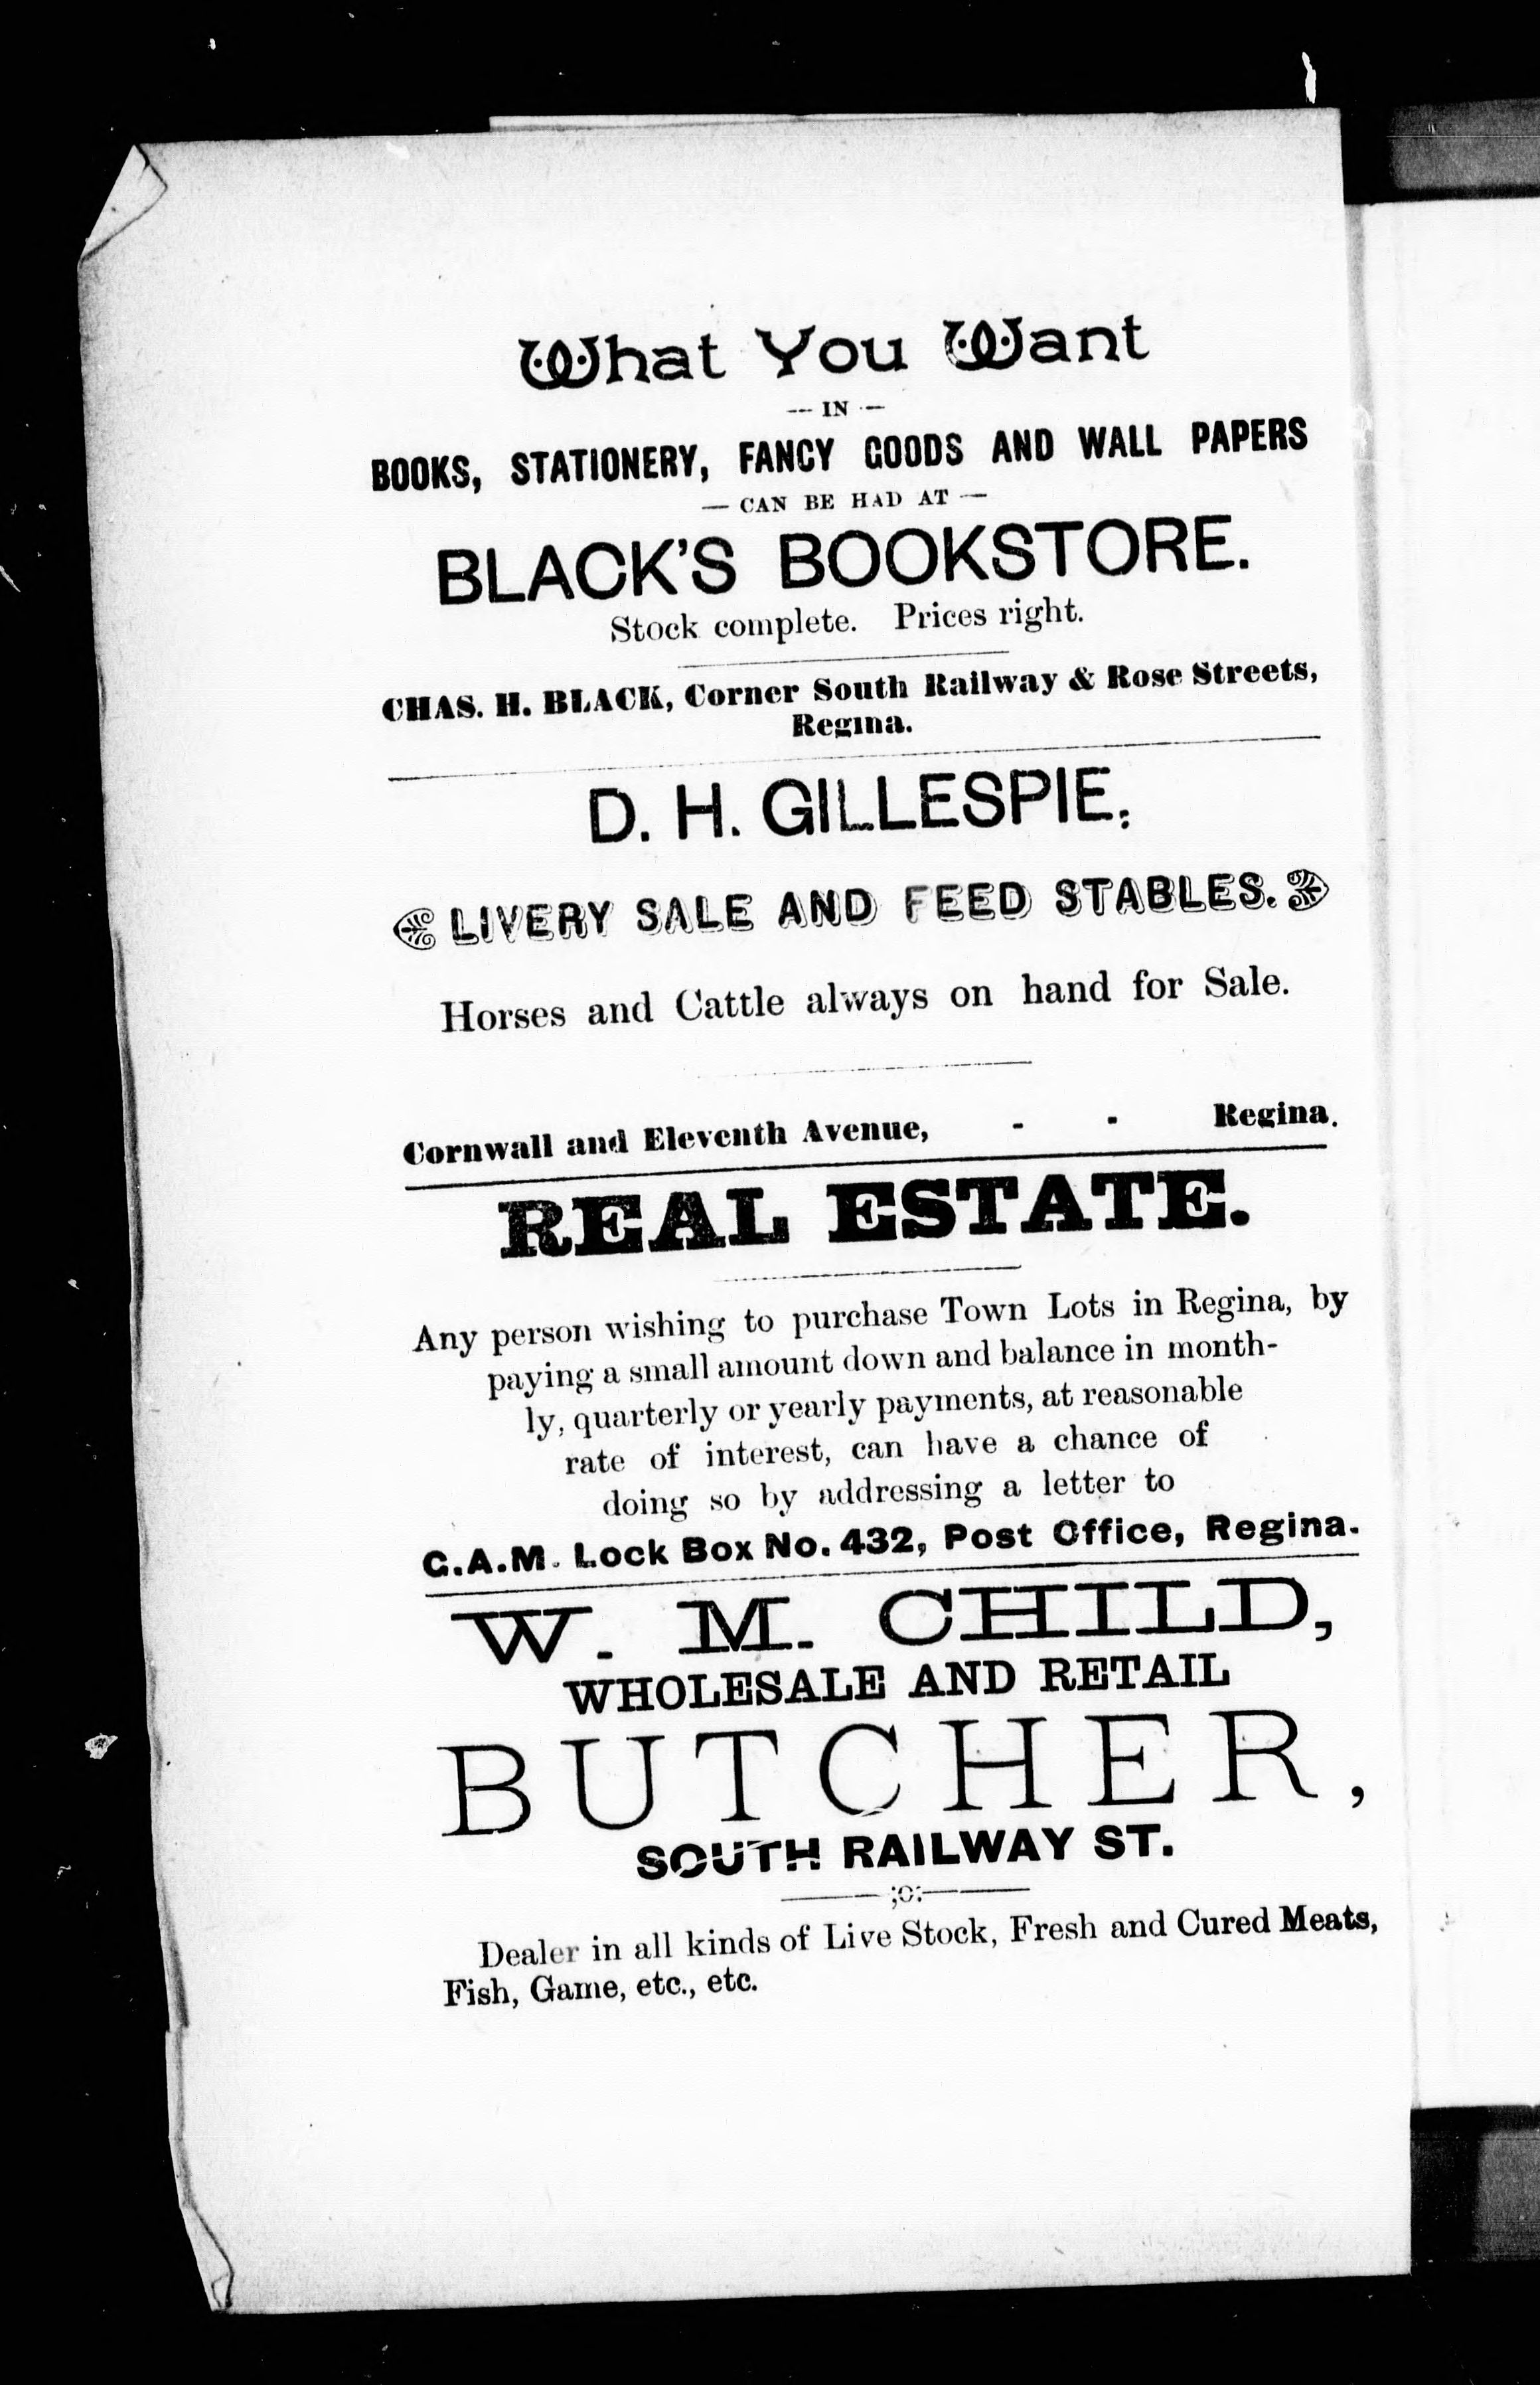 What You Want
— IN —
BOOKS, STATIONERY, FANCY GOODS AND WALL PAPERS
— CAN BE HAD AT —
BLACK'S BOOKSTORE.
Stock complete. Prices right.
CHAS. H. BLACK, Corner South Railway & Rose Streets,
Regina.
D. H. GILLESPIE,
LIVERY SALE AND FEED STABLES.
Horses and Cattle always on hand for Sale.
Cornwall and Eleventh Avenue, - - Regina.
REAL ESTATE.
Any person wishing to purchase Town Lots in Regina, by
paying a small amount down and balance in month-
ly, quarterly or yearly payments, at reasonable
rate of interest, can have a chance of
doing so by addressing a letter to
C.A.M. Lock Box No. 432, Post Office, Regina.
W. M. CHILD,
WHOLESALE AND RETAIL
BUTCHER,
SOUTH RAILWAY ST.
———:o:———
Dealer in all kinds of Live Stock, Fresh and Cured Meats,
Fish, Game, etc., etc.